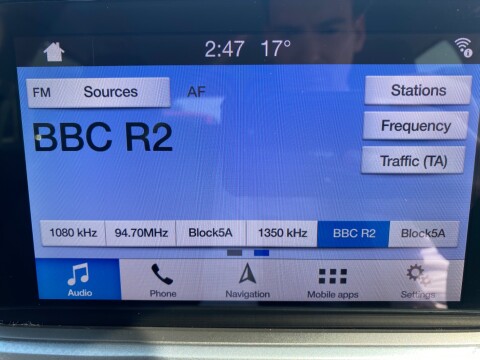 2:47 17°
FM Sources AF Stations
BBC R2 Frequency
Traffic (TA)
1080 kHz 94.70MHz Block5A 1350 kHz BBC R2 Block5A
Audio Phone Navigation Mobile apps Settings